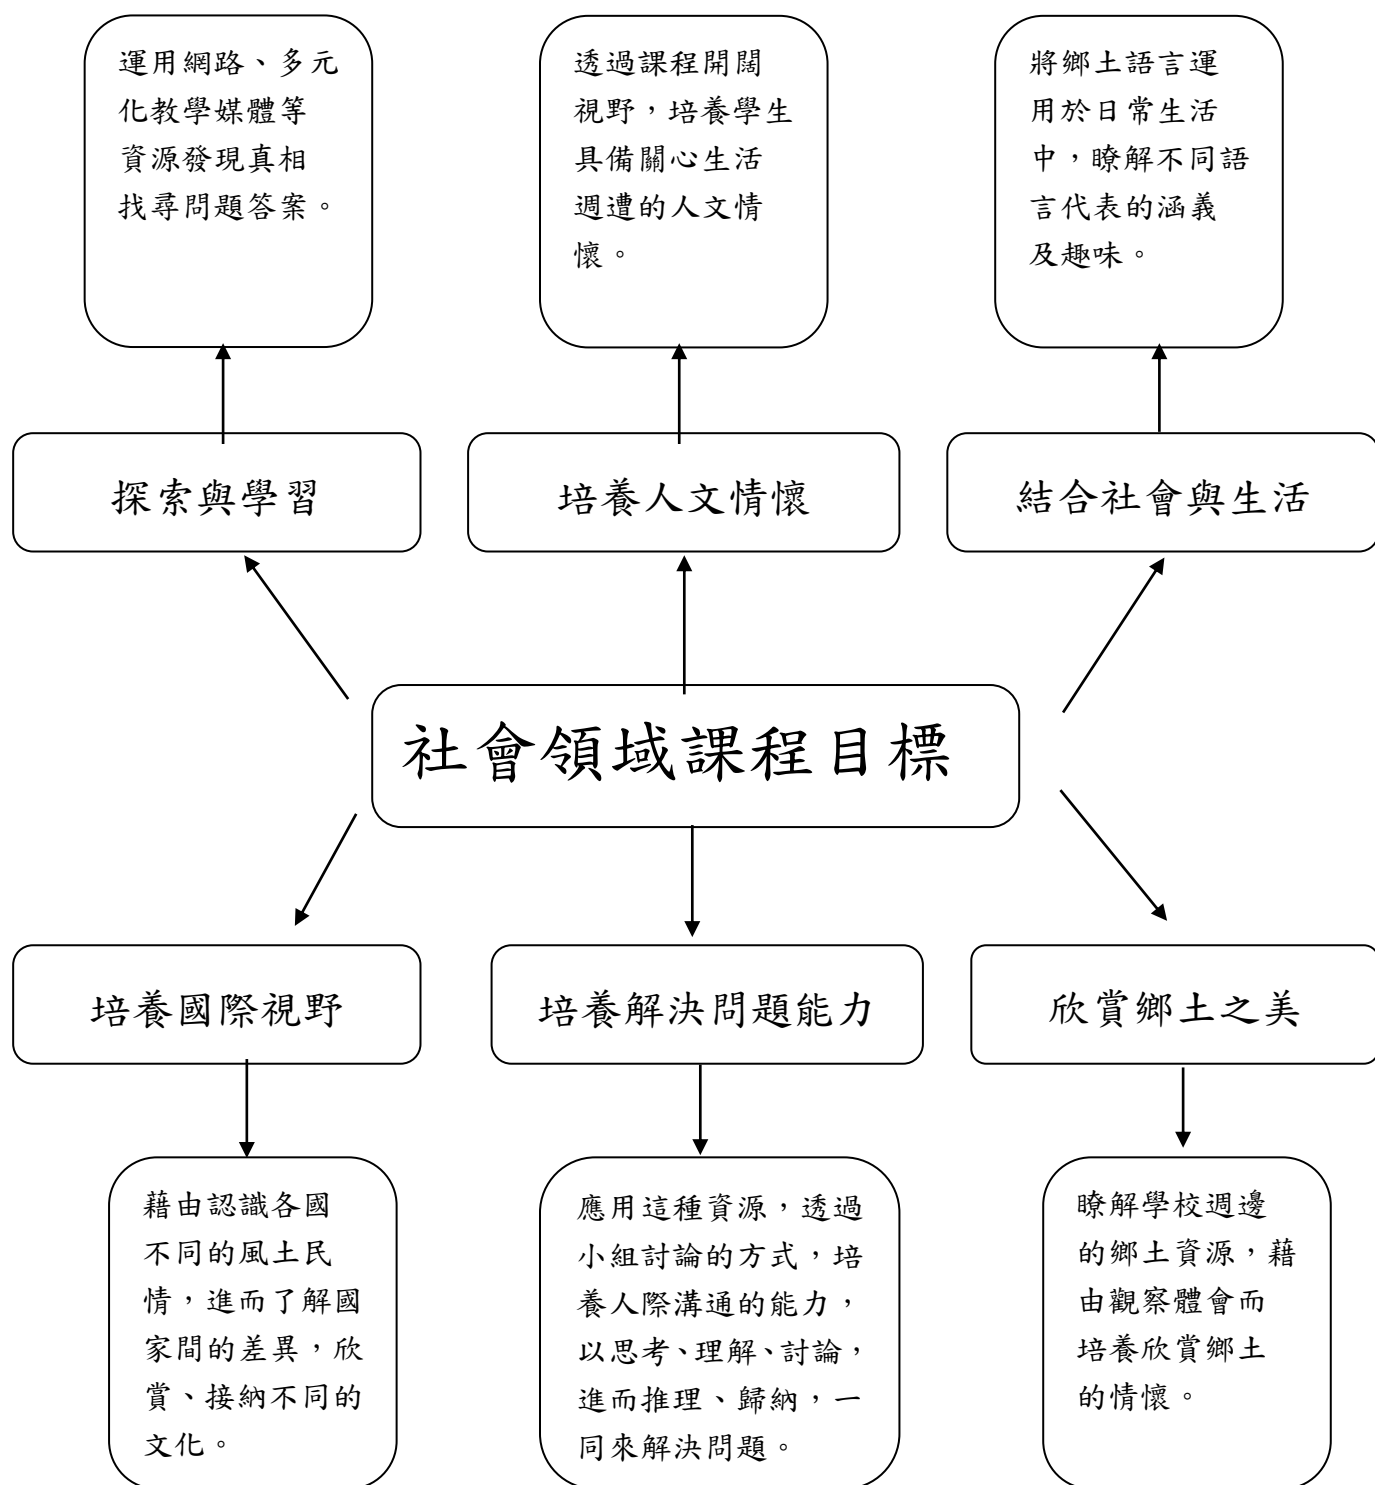 運用網路、多元
化教學媒體等
資源發現真相
找尋問題答案。
透過課程開闊
視野，培養學生
具備關心生活
週遭的人文情
懷。
將鄉土語言運
用於日常生活
中，瞭解不同語
言代表的涵義
及趣味。
探索與學習
培養人文情懷
結合社會與生活
社會領域課程目標
培養國際視野
培養解決問題能力
欣賞鄉土之美
藉由認識各國
不同的風土民
情，進而了解國
家間的差異，欣
賞、接納不同的
文化。
應用這種資源，透過
小組討論的方式，培
養人際溝通的能力，
以思考、理解、討論，
進而推理、歸納，一
同來解決問題。
瞭解學校週邊
的鄉土資源，藉
由觀察體會而
培養欣賞鄉土
的情懷。